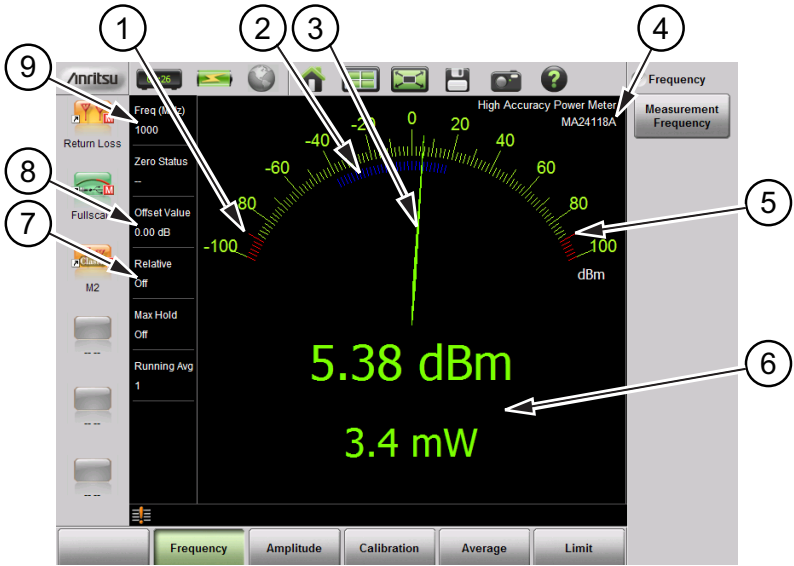 1
2
3
4
9
8
7
5
6
Anritsu
Frequency
Measurement
Frequency
High Accuracy Power Meter
MA24118A
Freq (MHz)
1000
Zero Status
--
Offset Value
0.00 dB
Relative
Off
Max Hold
Off
Running Avg
1
Return Loss
M
M
M2
-- --
-- --
-- --
-100
80
-60
-40
-20
0
20
40
60
80
100
dBm
5.38 dBm
3.4 mW
Frequency
Amplitude
Calibration
Average
Limit